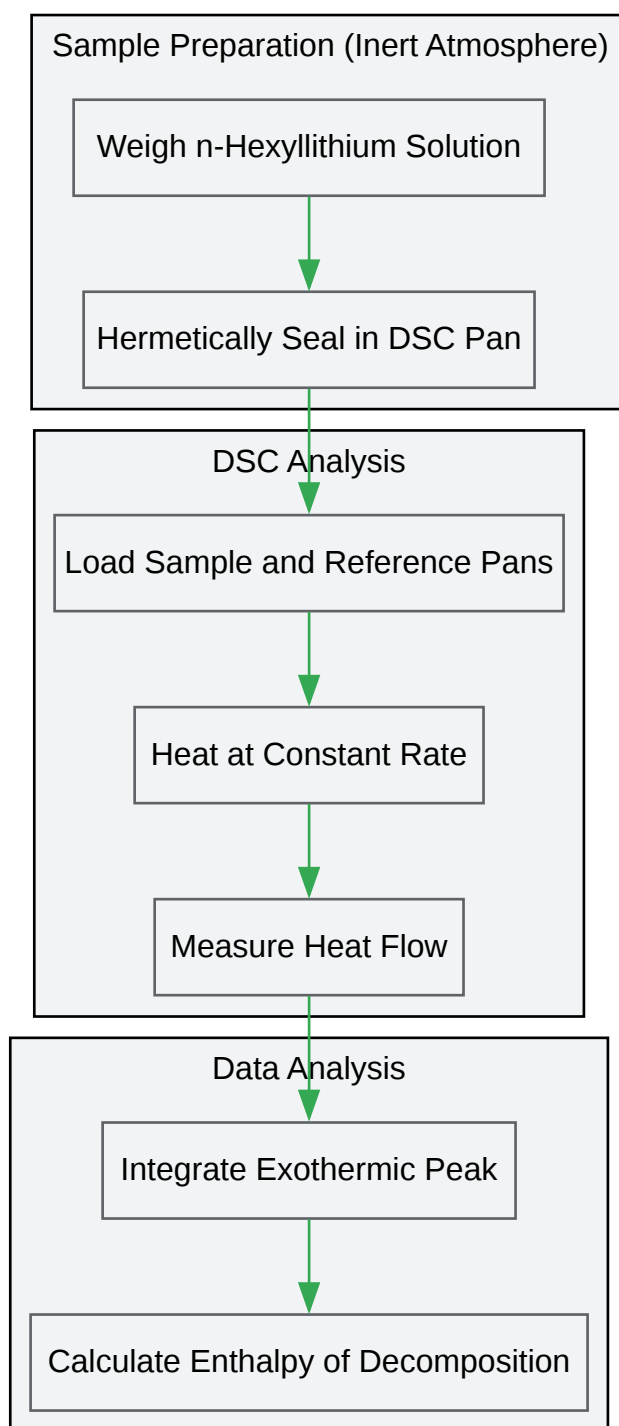 Sample Preparation (Inert Atmosphere)
Weigh n-Hexyllithium Solution
Hermetically Seal in DSC Pan
DSC Analysis
Load Sample and Reference Pans
Heat at Constant Rate
Measure Heat Flow
Data Analysis
Integrate Exothermic Peak
Calculate Enthalpy of Decomposition